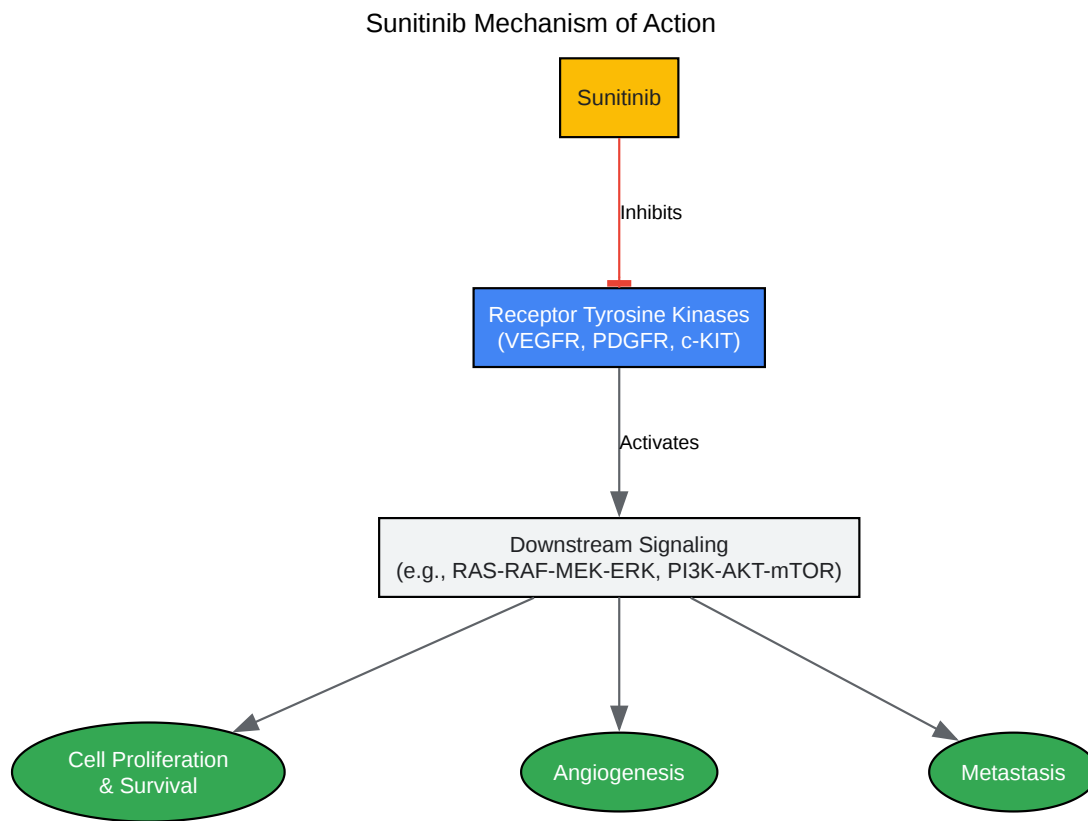 Sunitinib Mechanism of Action
Sunitinib
Inhibits
Receptor Tyrosine Kinases
(VEGFR, PDGFR, c-KIT)
Activates
Downstream Signaling
(e.g., RAS-RAF-MEK-ERK, PI3K-AKT-mTOR)
Cell Proliferation
& Survival
Angiogenesis
Metastasis